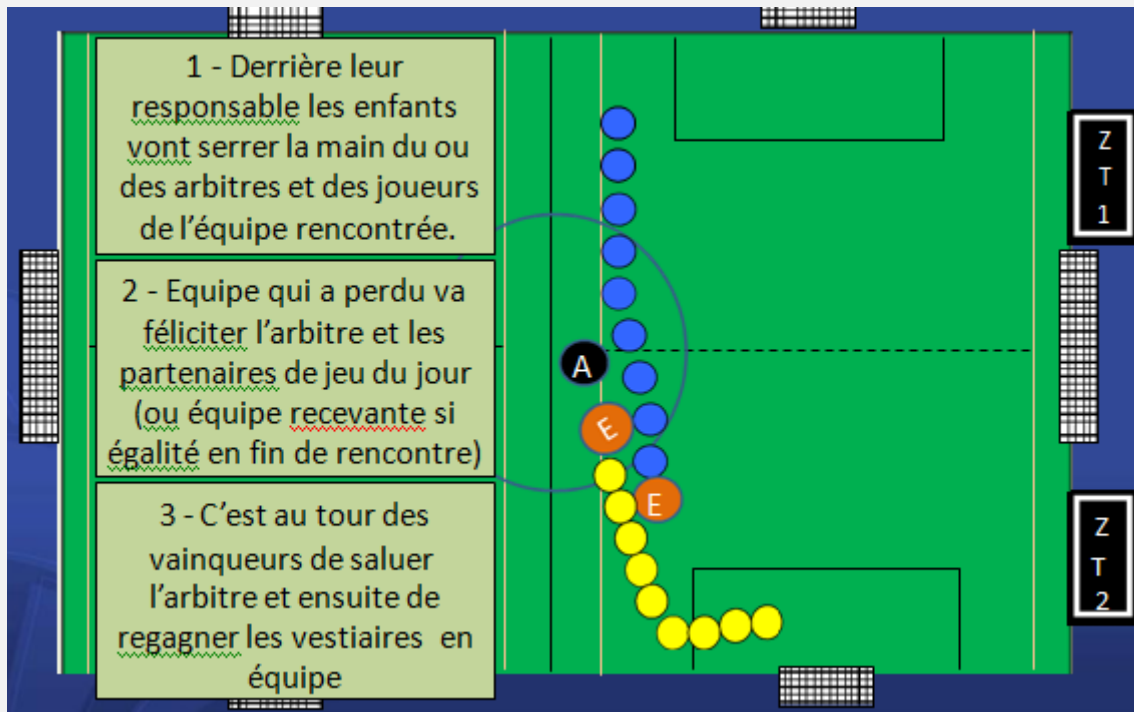 1 - Derrière leur
responsable les enfants
vont serrer la main du ou
des arbitres et des joueurs
de l'équipe rencontrée.
2 - Equipe qui a perdu va
féliciter l'arbitre et les
partenaires de jeu du jour
(ou équipe recevante si
égalité en fin de rencontre)
3 - C'est au tour des
vainqueurs de saluer
l'arbitre et ensuite de
regagner les vestiaires en
équipe
A
E
E
Z
T
1
Z
T
2